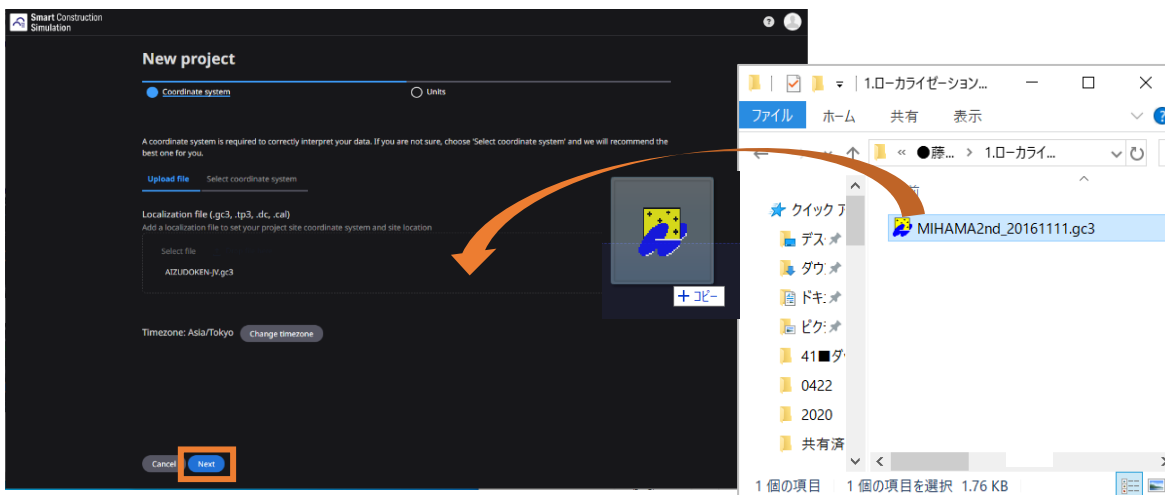 Smart Construction
Simulation
New project
Coordinate system
Units
A coordinate system is required to correctly interpret your data. If you are not sure, choose 'Select coordinate system' and we will recommend the
best one for you.
Upload file
Select coordinate system
Localization file (.gc3, .tp3, .dc, .cal)
Add a localization file to set your project site coordinate system and site location
Select file
AIZUDOKEN-JV.gc3
Timezone: Asia/Tokyo
Change timezone
Cancel
Next
+ コピー
1.ローカライゼーション...
ファイル
ホーム
共有
表示
« ●藤... > 1.ローカライ...
クイック ア
デス
ダウ
ドキ
ピク
41■ダ
0422
2020
共有済
MIHAMA2nd_20161111.gc3
1 個の項目
1 個の項目を選択 1.76 KB